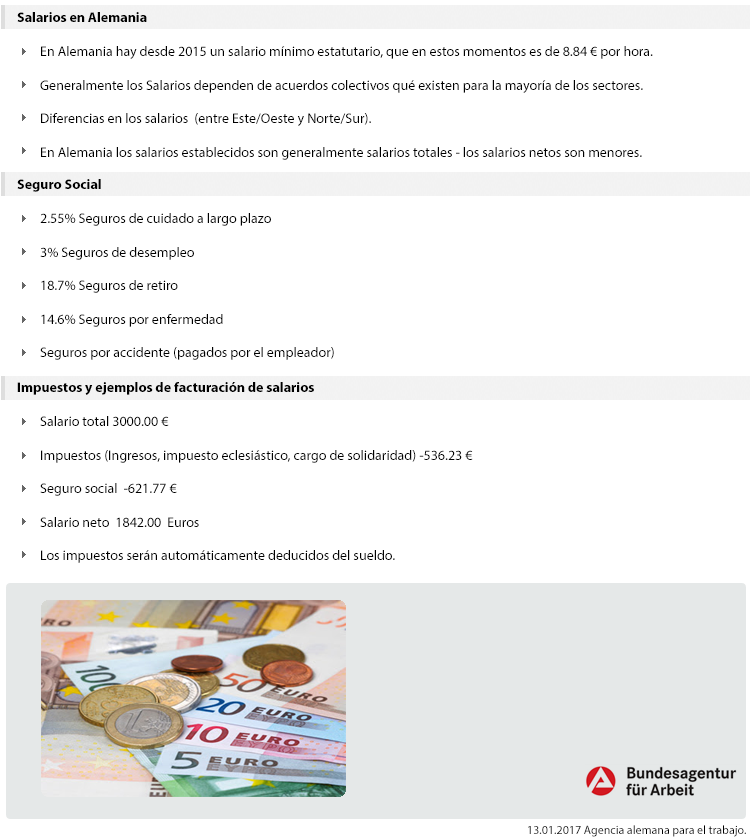 Salarios en Alemania
En Alemania hay desde 2015 un salario mínimo estatutario, que en estos momentos es de 8.84 € por hora.
Generalmente los Salarios dependen de acuerdos colectivos qué existen para la mayoría de los sectores.
Diferencias en los salarios (entre Este/Oeste y Norte/Sur).
En Alemania los salarios establecidos son generalmente salarios totales - los salarios netos son menores.
Seguro Social
2.55% Seguros de cuidado a largo plazo
3% Seguros de desempleo
18.7% Seguros de retiro
14.6% Seguros por enfermedad
Seguros por accidente (pagados por el empleador)
Impuestos y ejemplos de facturación de salarios
Salario total 3000.00 €
Impuestos (Ingresos, impuesto eclesiástico, cargo de solidaridad) -536.23 €
Seguro social -621.77 €
Salario neto 1842.00 Euros
Los impuestos serán automáticamente deducidos del sueldo.
RO
100
50 EURO
20 EURO
10 EURO
5 EURO
Bundesagentur
für Arbeit
13.01.2017 Agencia alemana para el trabajo.